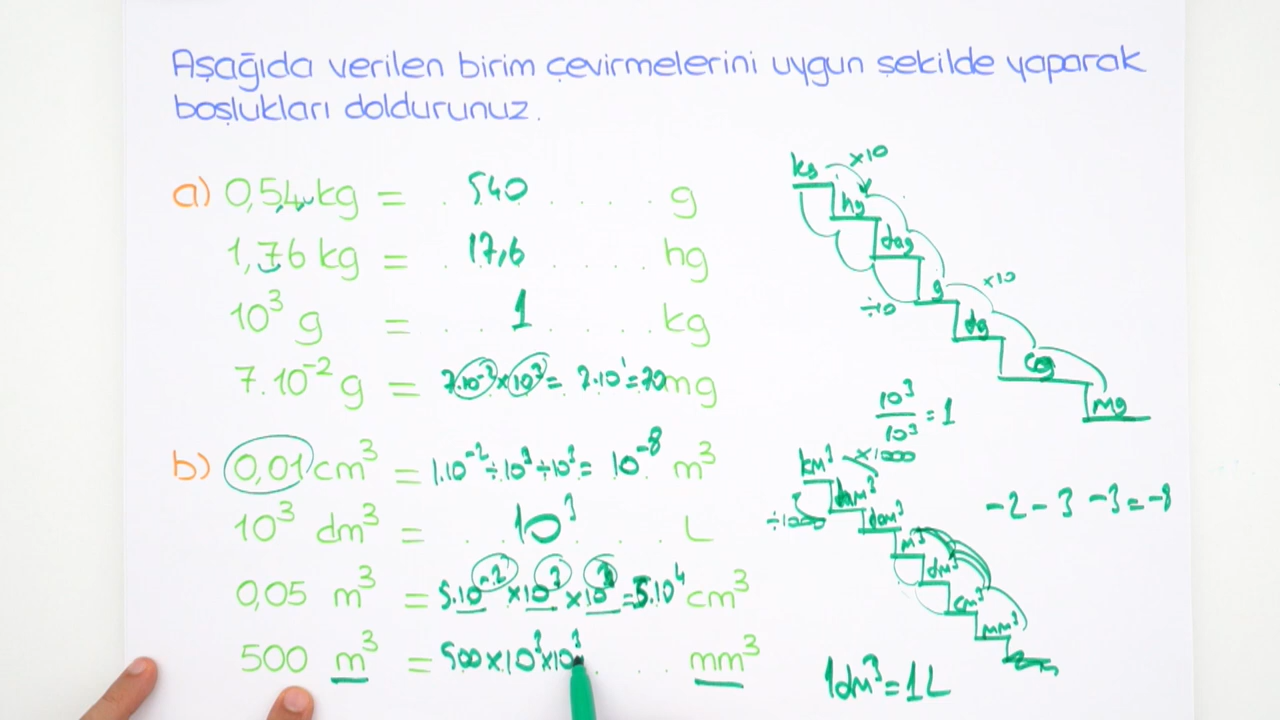 Aşağıda verilen birim çevirmelerini uygun şekilde yaparak
boşlukları doldurunuz.
a) 0,54 kg = 540 g
1,76 kg = 17,6 hg
10³ g = 1 kg
7.10⁻² g = 7.10⁻² × 10³ = 7.10¹ = 70 mg
b) 0,01 cm³ = 1.10⁻² ÷ 10³ ÷ 10³ = 10⁻⁸ m³
10³ dm³ = 10³ L
0,05 m³ = 5.10⁻² × 10³ × 10³ = 5.10⁴ cm³
500 m³ = 500 × 10³ × 10³ mm³
kg ×10
hg
dag
g ×10
÷10
dg
cg
mg
10³/10³ = 1
km³ ×1000
hm³
÷1000 dam³
m³
dm³
cm³
mm³
-2 - 3 - 3 = -8
1dm³ = 1L